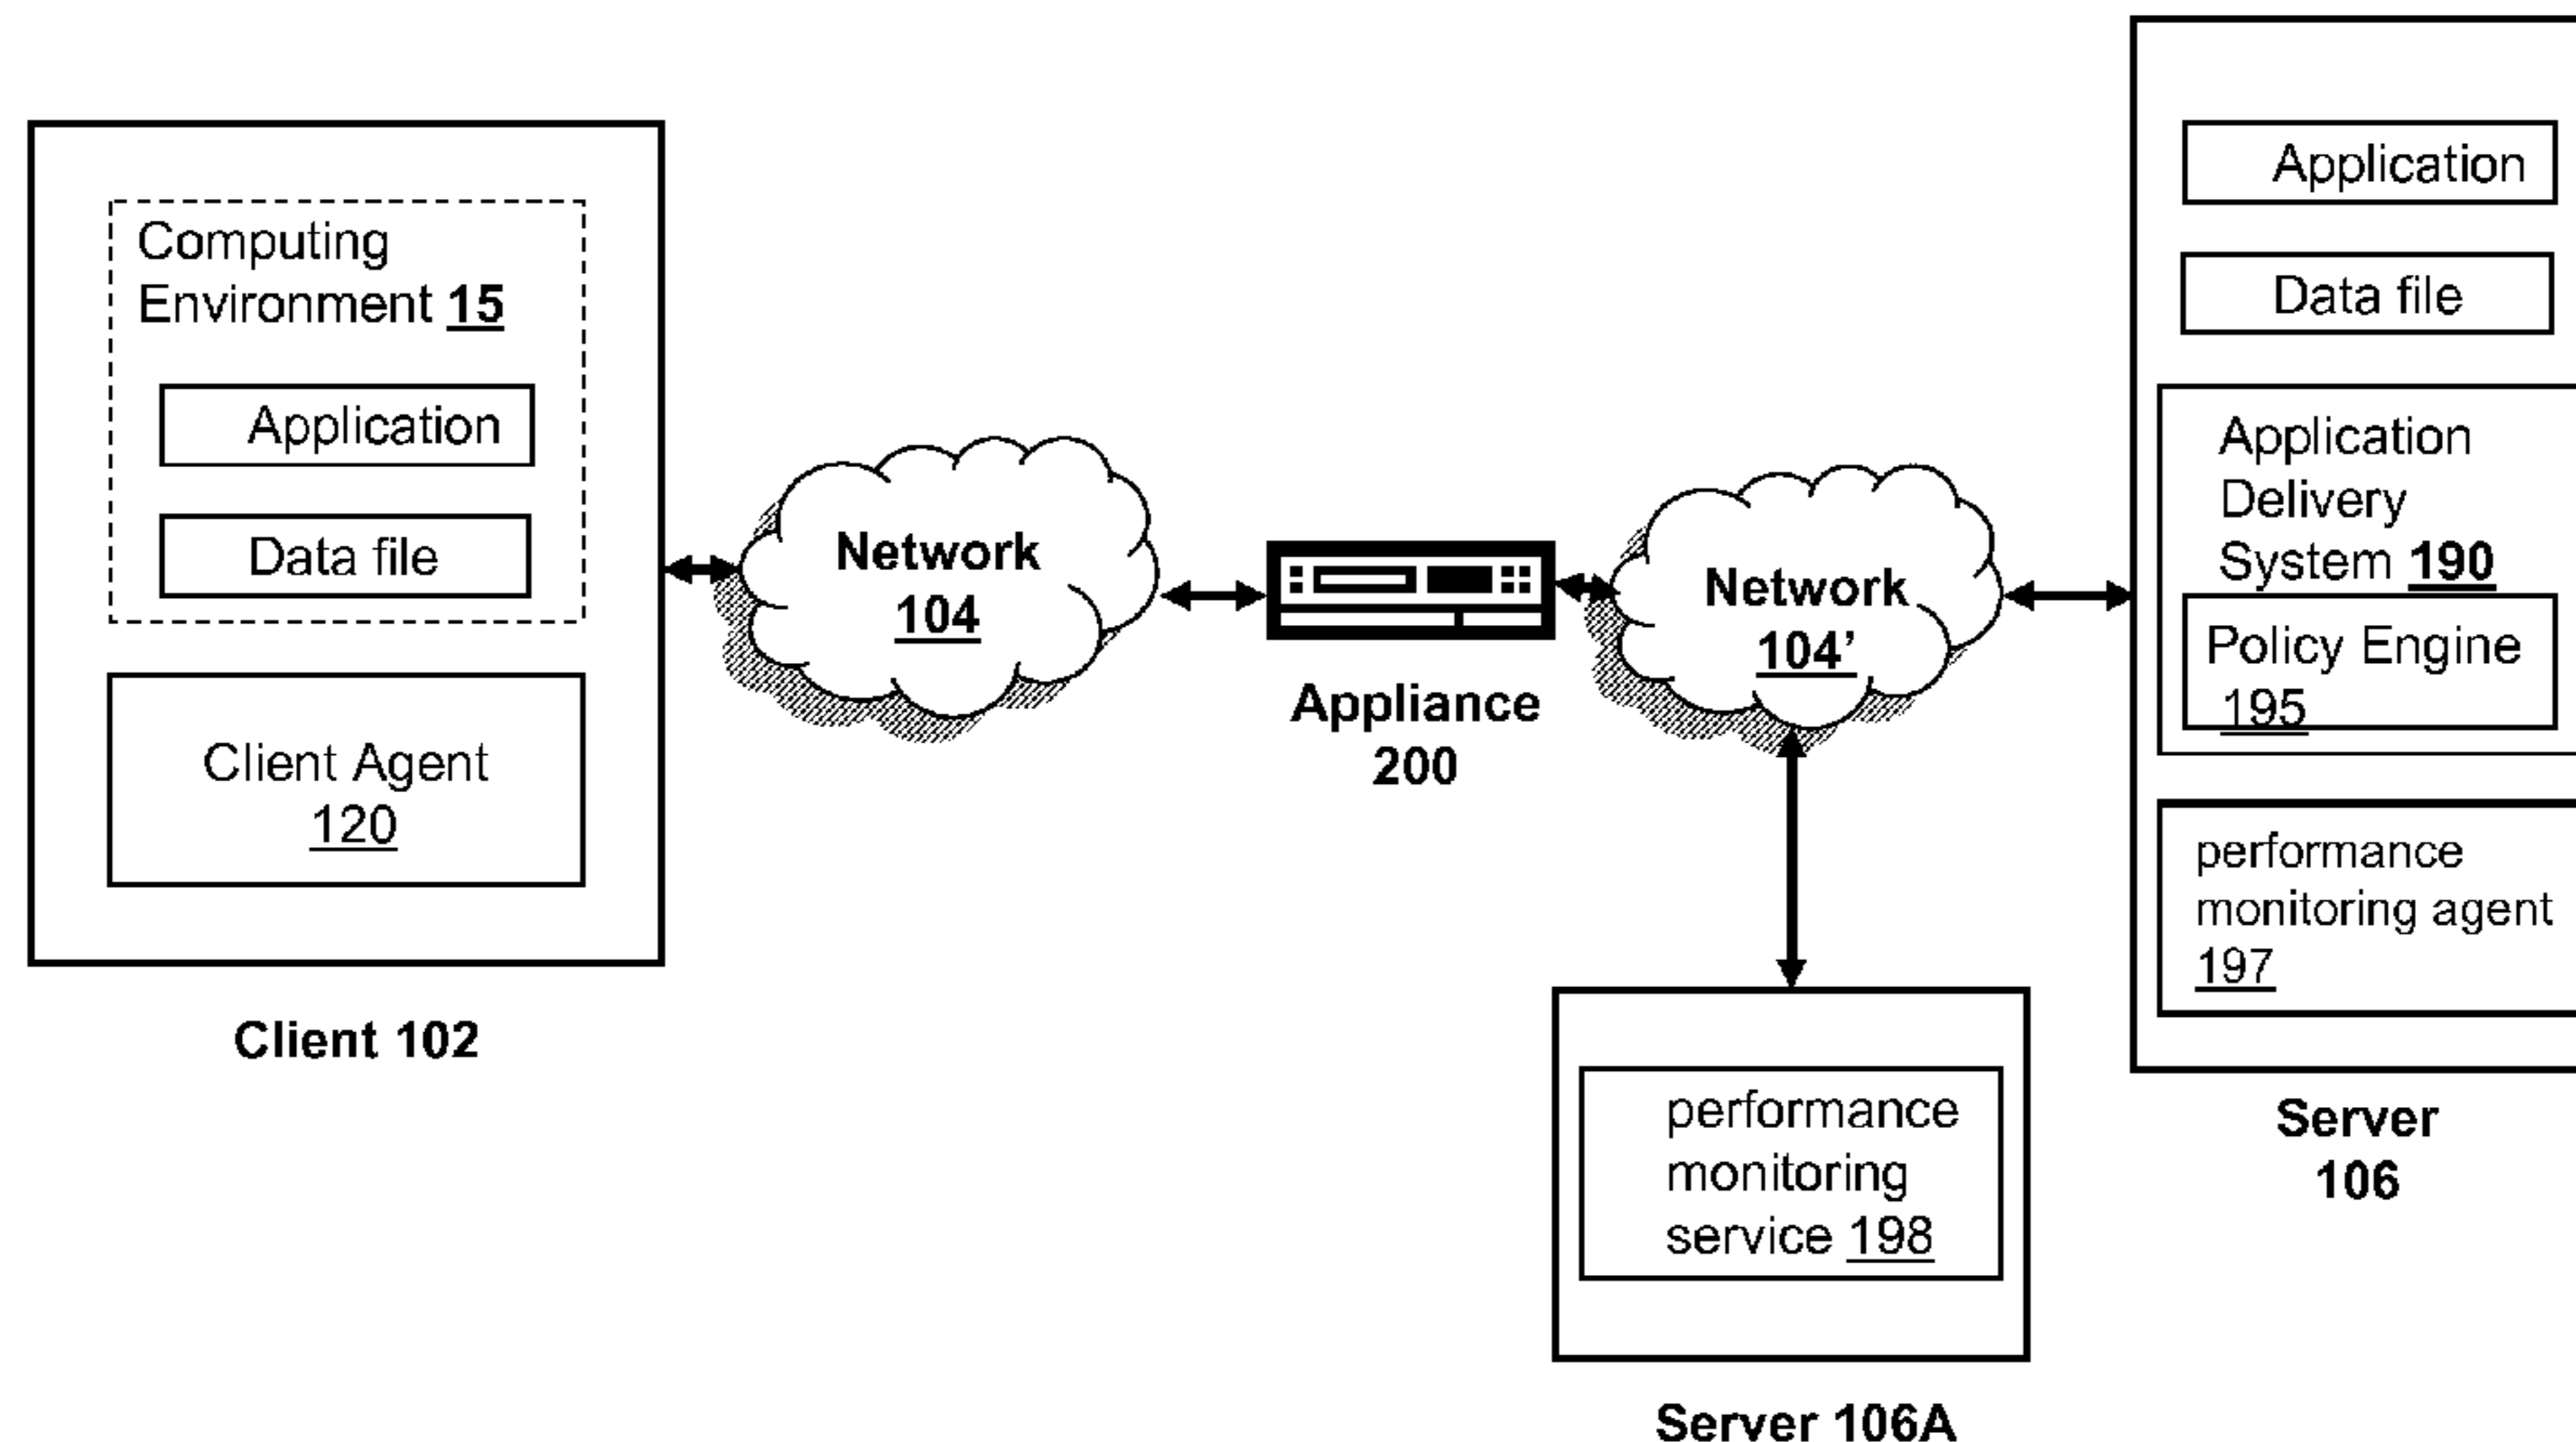 Computing
Environment 15
Application
Data file
Client Agent
120
Client 102
Network
104
Appliance
200
Network
104’
performance
monitoring
service 198
Server 106A
Application
Data file
Application
Delivery
System 190
Policy Engine
195
performance
monitoring agent
197
Server
106